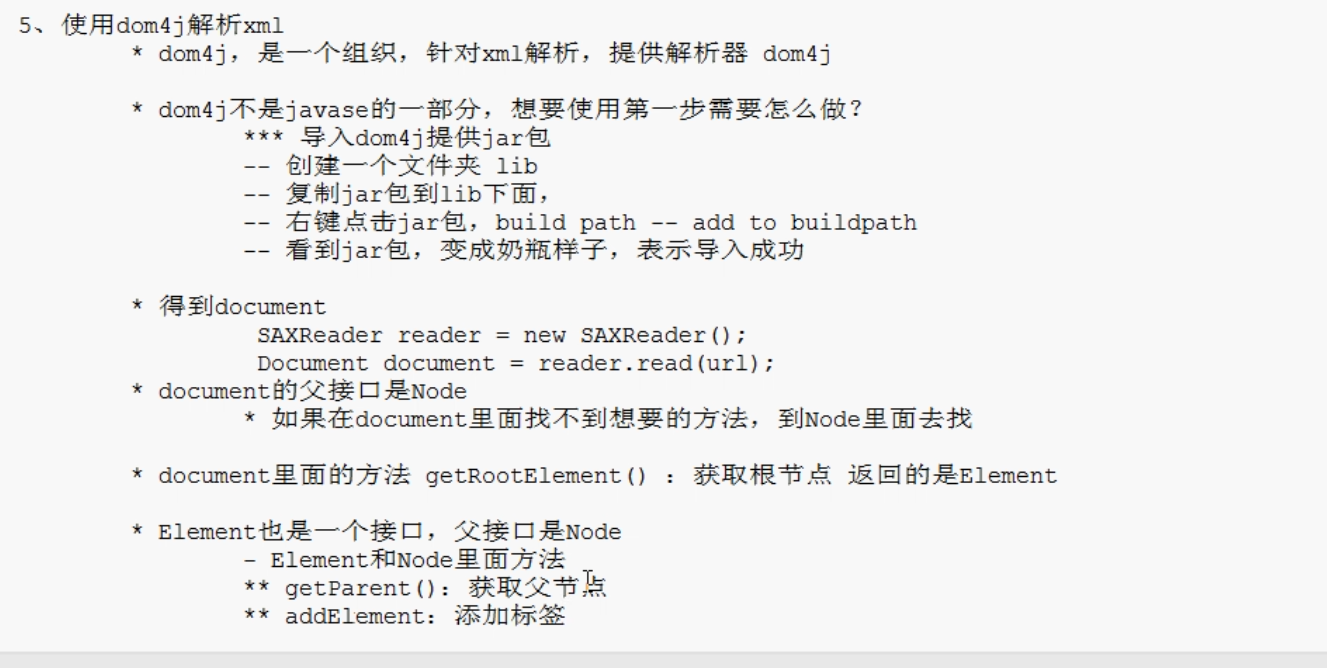 5、使用dom4j解析xml
* dom4j，是一个组织，针对xml解析，提供解析器 dom4j
* dom4j不是javase的一部分，想要使用第一步需要怎么做？
*** 导入dom4j提供jar包
-- 创建一个文件夹 lib
-- 复制jar包到lib下面，
-- 右键点击jar包，build path -- add to buildpath
-- 看到jar包，变成奶瓶样子，表示导入成功
* 得到document
SAXReader reader = new SAXReader();
Document document = reader.read(url);
* document的父接口是Node
* 如果在document里面找不到想要的方法，到Node里面去找
* document里面的方法 getRootElement() ：获取根节点 返回的是Element
* Element也是一个接口，父接口是Node
- Element和Node里面方法
** getParent()：获取父节点
** addElement：添加标签